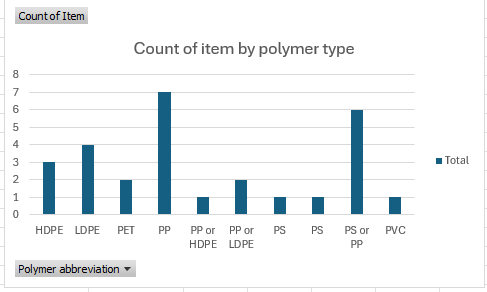 Count of Item
Count of item by polymer type
8
7
6
5
4
3
2
1
0
HDPE
LDPE
PET
PP
PP or
HDPE
PP or
LDPE
PS
PS
PS or
PP
PVC
Total
Polymer abbreviation